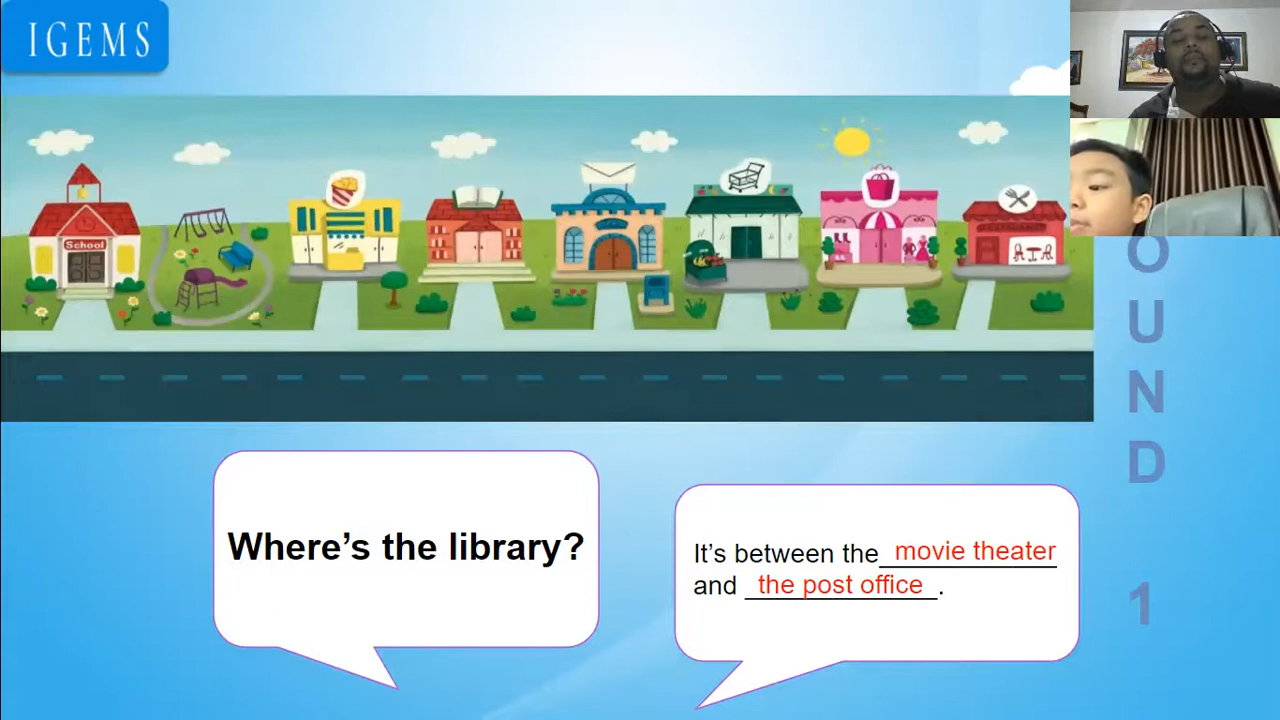 IGEMS
School
Where's the library?
It's between the movie theater
and the post office.
OUND 1